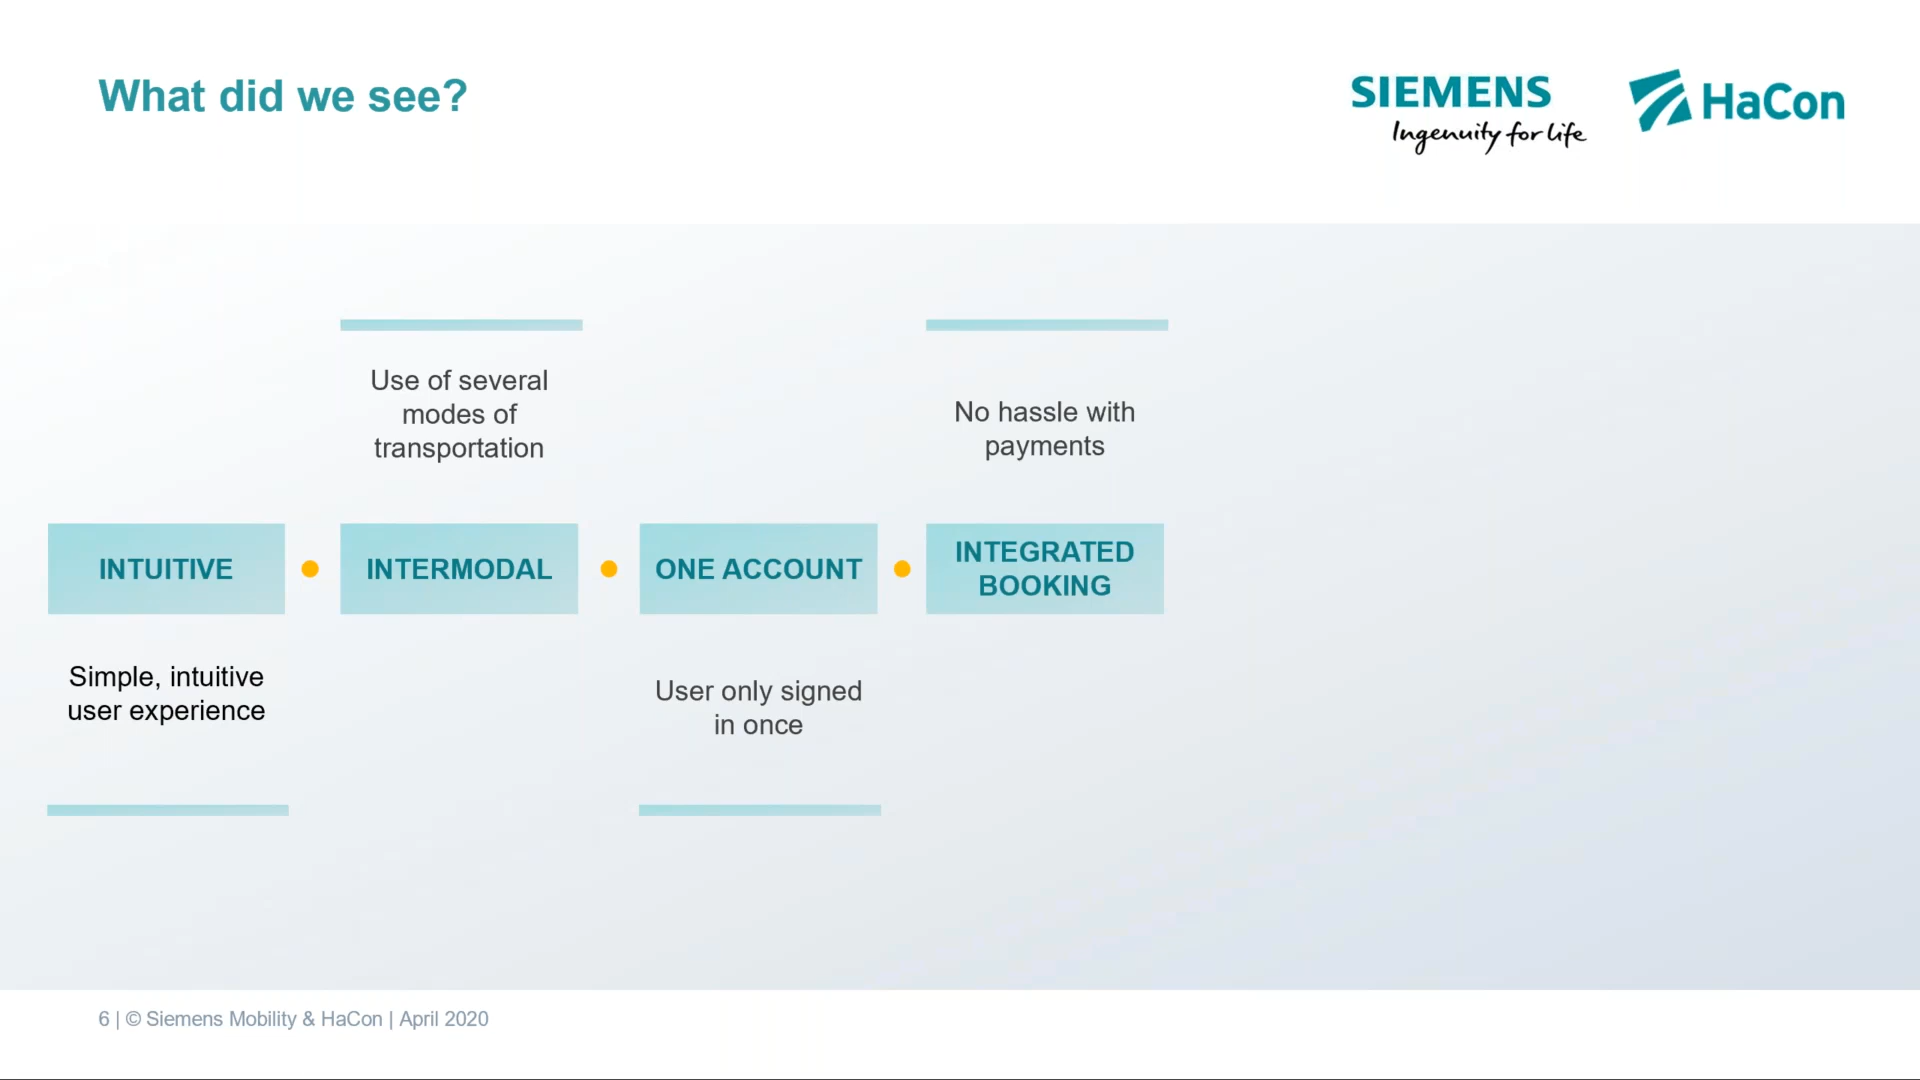 What did we see?
SIEMENS
Ingenuity for life
HaCon
Use of several
modes of
transportation
No hassle with
payments
INTUITIVE
INTERMODAL
ONE ACCOUNT
INTEGRATED
BOOKING
Simple, intuitive
user experience
User only signed
in once
6 | © Siemens Mobility & HaCon | April 2020